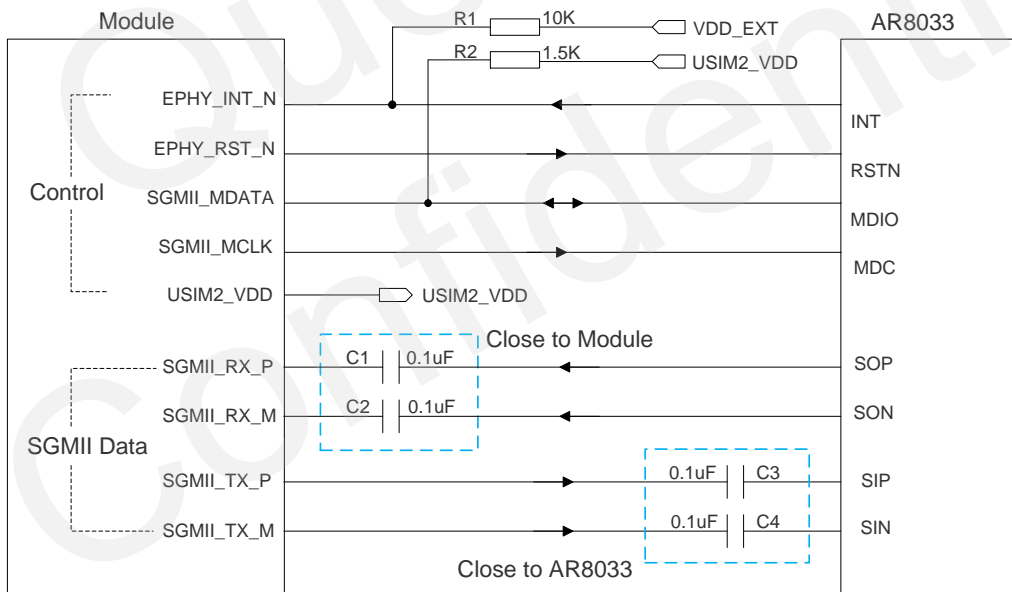 Module
AR8033
R1 10K VDD_EXT
R2 1.5K USIM2_VDD
EPHY_INT_N INT
EPHY_RST_N RSTN
Control
SGMII_MDATA MDIO
SGMII_MCLK MDC
USIM2_VDD USIM2_VDD
Close to Module
SGMII_RX_P C1 0.1uF SOP
SGMII_RX_M C2 0.1uF SON
SGMII Data
SGMII_TX_P 0.1uF C3 SIP
SGMII_TX_M 0.1uF C4 SIN
Close to AR8033
Que
Confidenti